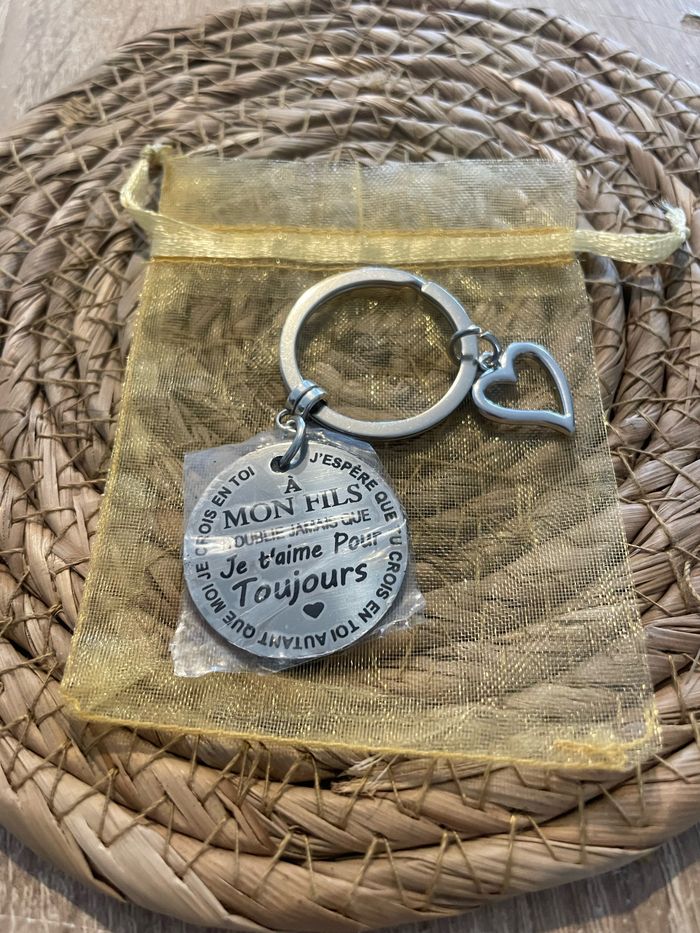 À
MON FILS
N'OUBLIE JAMAIS QUE
Je t'aime Pour
Toujours
J'ESPÈRE QUE TU CROIS EN TOI AUTANT QUE MOI JE CROIS EN TOI